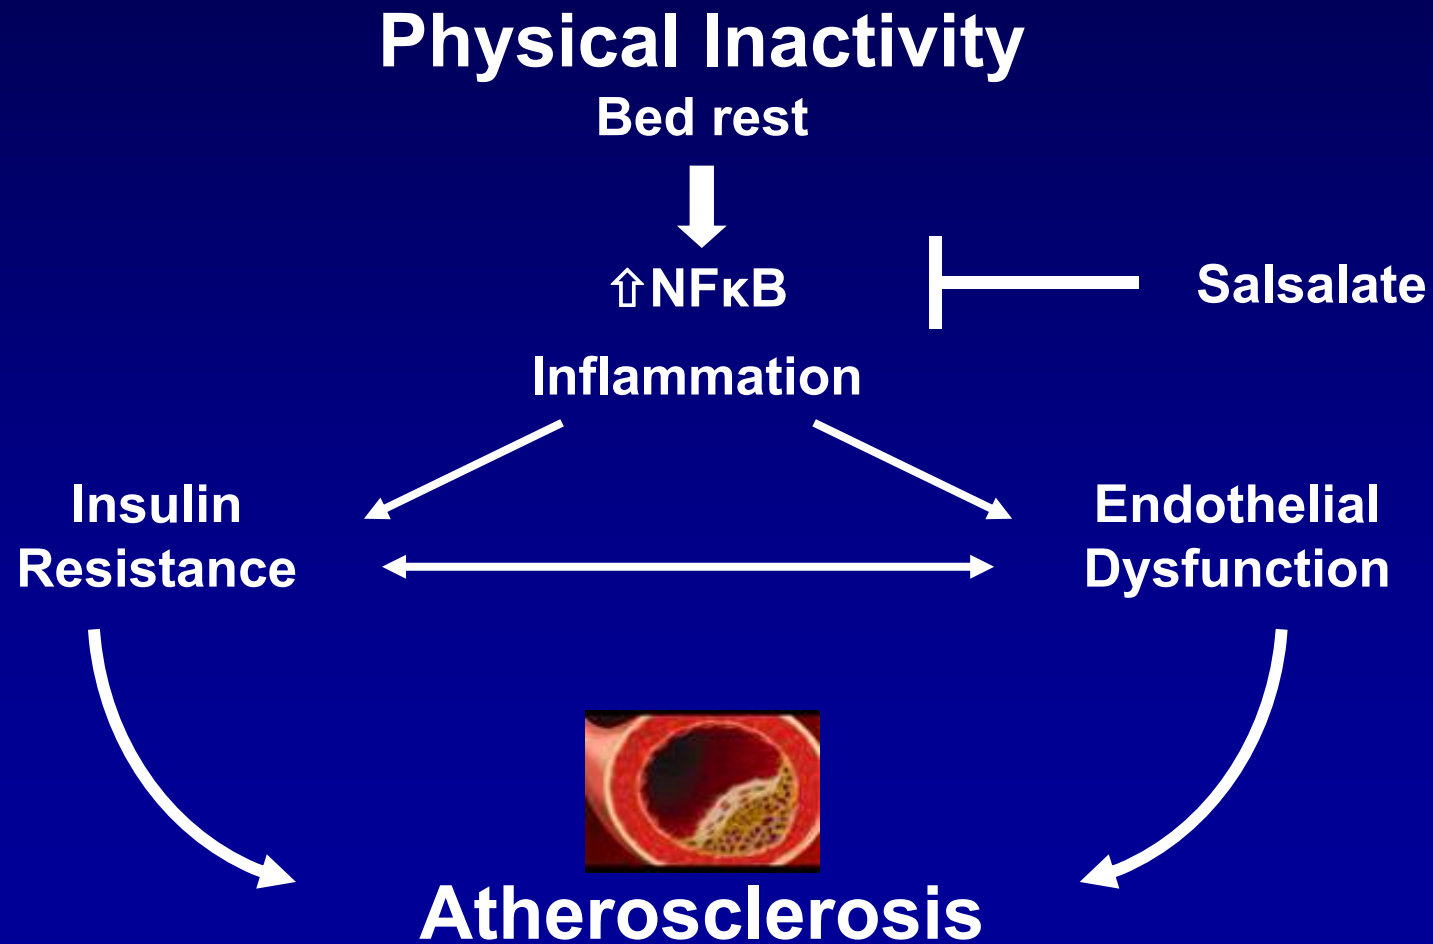 Physical Inactivity
Bed rest
⇧NFκB
Salsalate
Inflammation
Insulin
Resistance
Endothelial
Dysfunction
Atherosclerosis